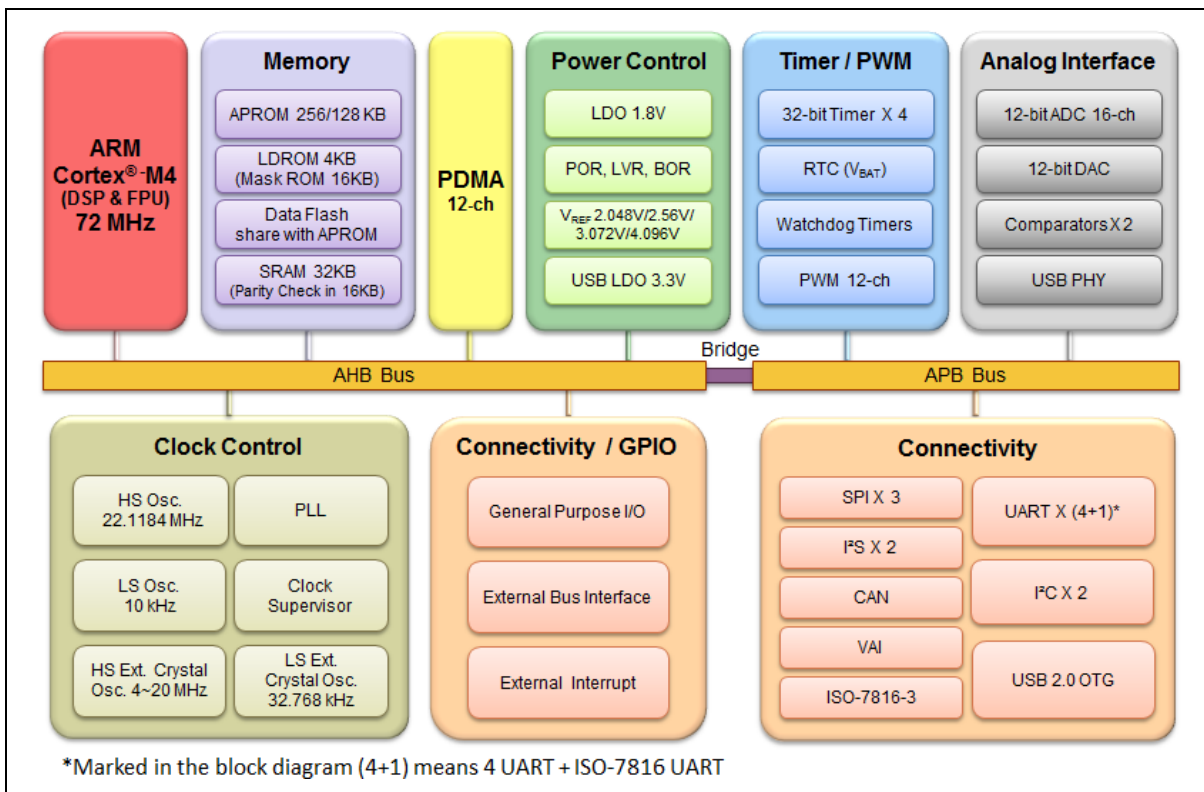 ARM
Cortex®-M4
(DSP & FPU)
72 MHz
Memory
APROM 256/128 KB
LDROM 4KB
(Mask ROM 16KB)
Data Flash
share with APROM
SRAM 32KB
(Parity Check in 16KB)
PDMA
12-ch
Power Control
LDO 1.8V
POR, LVR, BOR
VREF 2.048V/2.56V/
3.072V/4.096V
USB LDO 3.3V
Timer / PWM
32-bit Timer X 4
RTC (VBAT)
Watchdog Timers
PWM 12-ch
Analog Interface
12-bit ADC 16-ch
12-bit DAC
Comparators X 2
USB PHY
AHB Bus
Bridge
APB Bus
Clock Control
HS Osc.
22.1184 MHz
PLL
LS Osc.
10 kHz
Clock
Supervisor
HS Ext. Crystal
Osc. 4~20 MHz
LS Ext.
Crystal Osc.
32.768 kHz
Connectivity / GPIO
General Purpose I/O
External Bus Interface
External Interrupt
Connectivity
SPI X 3
I²S X 2
CAN
VAI
ISO-7816-3
UART X (4+1)*
I²C X 2
USB 2.0 OTG
*Marked in the block diagram (4+1) means 4 UART + ISO-7816 UART